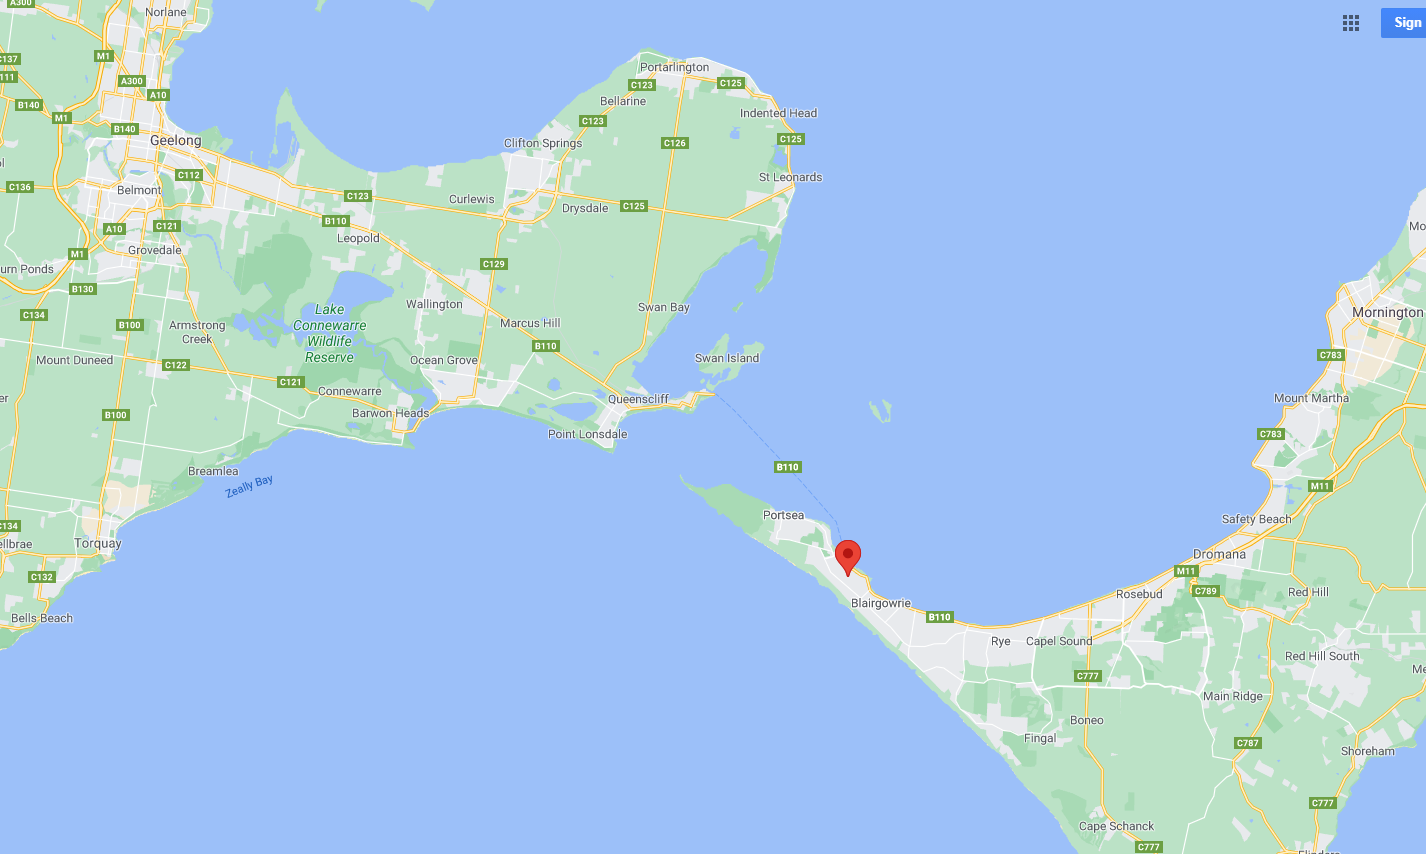 A300
Norlane
Sign
M1
C137
Portarlington
A300
111
C123
C125
A10
Bellarine
B140
M1
Indented Head
C123
B140
Geelong
Clifton Springs
C126
C125
C112
St Leonards
C136
Belmont
C123
Curlewis
Drysdale
C125
B110
A10
C121
Mo
Leopold
M1
Grovedale
C129
urn Ponds
B130
Wallington
Swan Bay
Lake
Connewarre
Wildlife
Reserve
C134
Mornington
B100
Armstrong
Creek
Marcus Hill
B110
Swan Island
C783
Mount Duneed
C122
Ocean Grove
C121
Connewarre
er
Queenscliff
Mount Martha
B100
Barwon Heads
Point Lonsdale
C783
B110
Breamlea
Zeally Bay
M11
Portsea
Safety Beach
C134
ellbrae
Torquay
Dromana
C132
M11
Rosebud
C789
Red Hill
Bells Beach
Blairgowrie
B110
Rye
Capel Sound
Red Hill South
C777
Me
Main Ridge
Boneo
Fingal
C787
Shoreham
C777
Cape Schanck
C777
Flinders